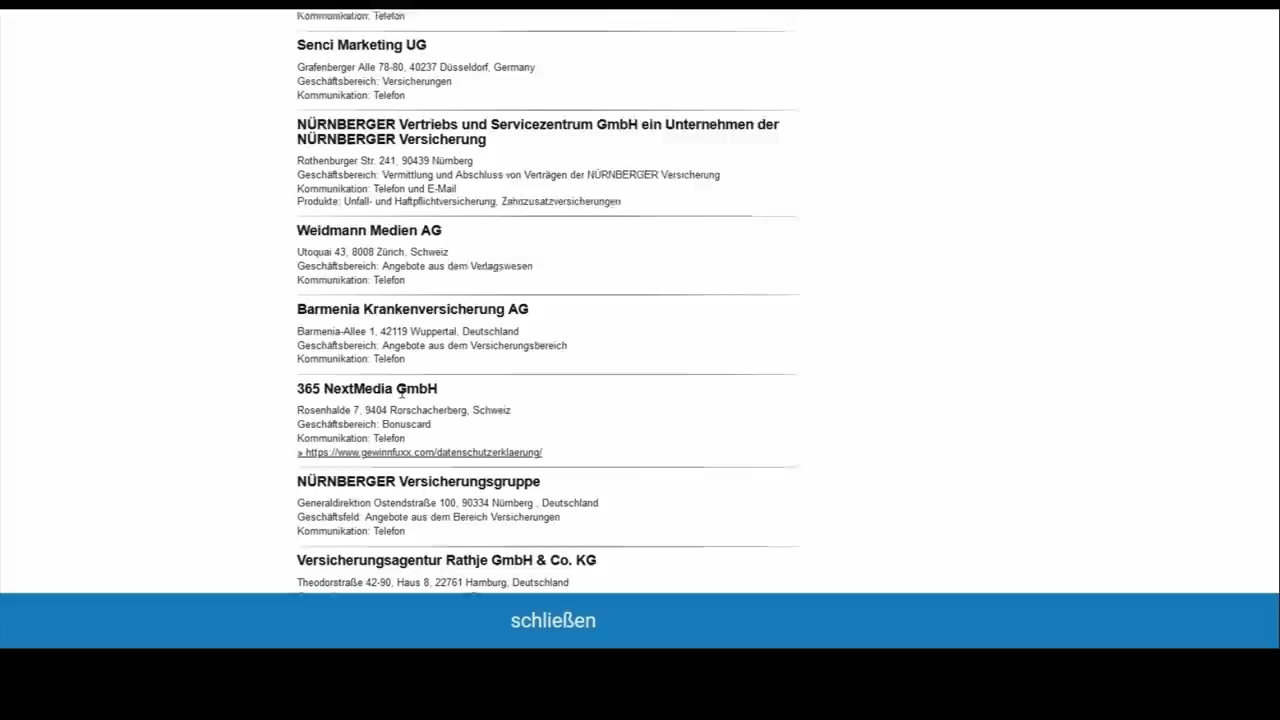 Kommunikation: Telefon
Senci Marketing UG
Grafenberger Alle 78-80, 40237 Düsseldorf, Germany
Geschäftsbereich: Versicherungen
Kommunikation: Telefon
NÜRNBERGER Vertriebs und Servicezentrum GmbH ein Unternehmen der
NÜRNBERGER Versicherung
Rothenburger Str. 241, 90439 Nürnberg
Geschäftsbereich: Vermittlung und Abschluss von Verträgen der NÜRNBERGER Versicherung
Kommunikation: Telefon und E-Mail
Produkte: Unfall- und Haftpflichtversicherung, Zahnzusatzversicherungen
Weidmann Medien AG
Utoquai 43, 8008 Zürich, Schweiz
Geschäftsbereich: Angebote aus dem Verlagswesen
Kommunikation: Telefon
Barmenia Krankenversicherung AG
Barmenia-Allee 1, 42119 Wuppertal, Deutschland
Geschäftsbereich: Angebote aus dem Versicherungsbereich
Kommunikation: Telefon
365 NextMedia GmbH
Rosenhalde 7, 9404 Rorschacherberg, Schweiz
Geschäftsbereich: Bonuscard
Kommunikation: Telefon
» https://www.gewinnfuxx.com/datenschutzerklaerung/
NÜRNBERGER Versicherungsgruppe
Generaldirektion Ostendstraße 100, 90334 Nürnberg , Deutschland
Geschäftsfeld: Angebote aus dem Bereich Versicherungen
Kommunikation: Telefon
Versicherungsagentur Rathje GmbH & Co. KG
Theodorstraße 42-90, Haus 8, 22761 Hamburg, Deutschland
schließen